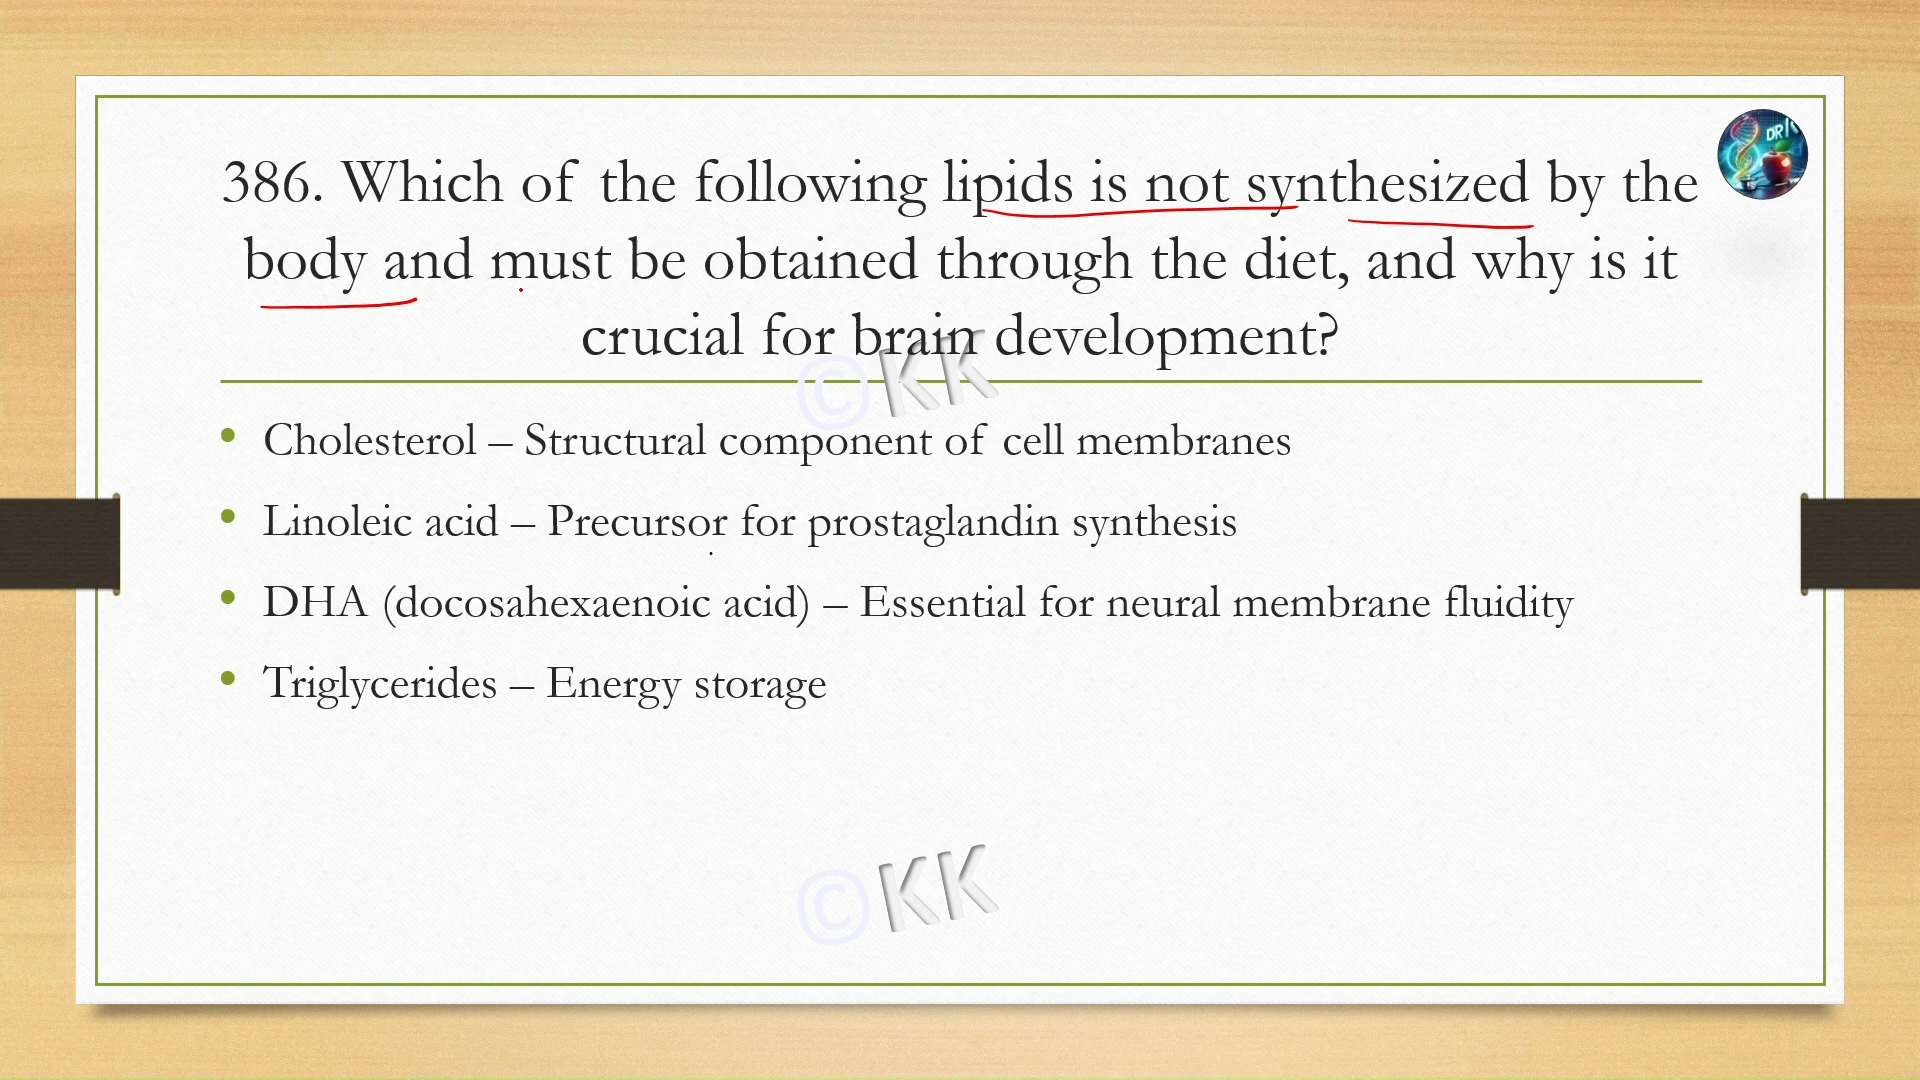 DR K
386. Which of the following lipids is not synthesized by the
body and must be obtained through the diet, and why is it
crucial for brain development?
©KK
• Cholesterol – Structural component of cell membranes
• Linoleic acid – Precursor for prostaglandin synthesis
• DHA (docosahexaenoic acid) – Essential for neural membrane fluidity
• Triglycerides – Energy storage
©KK